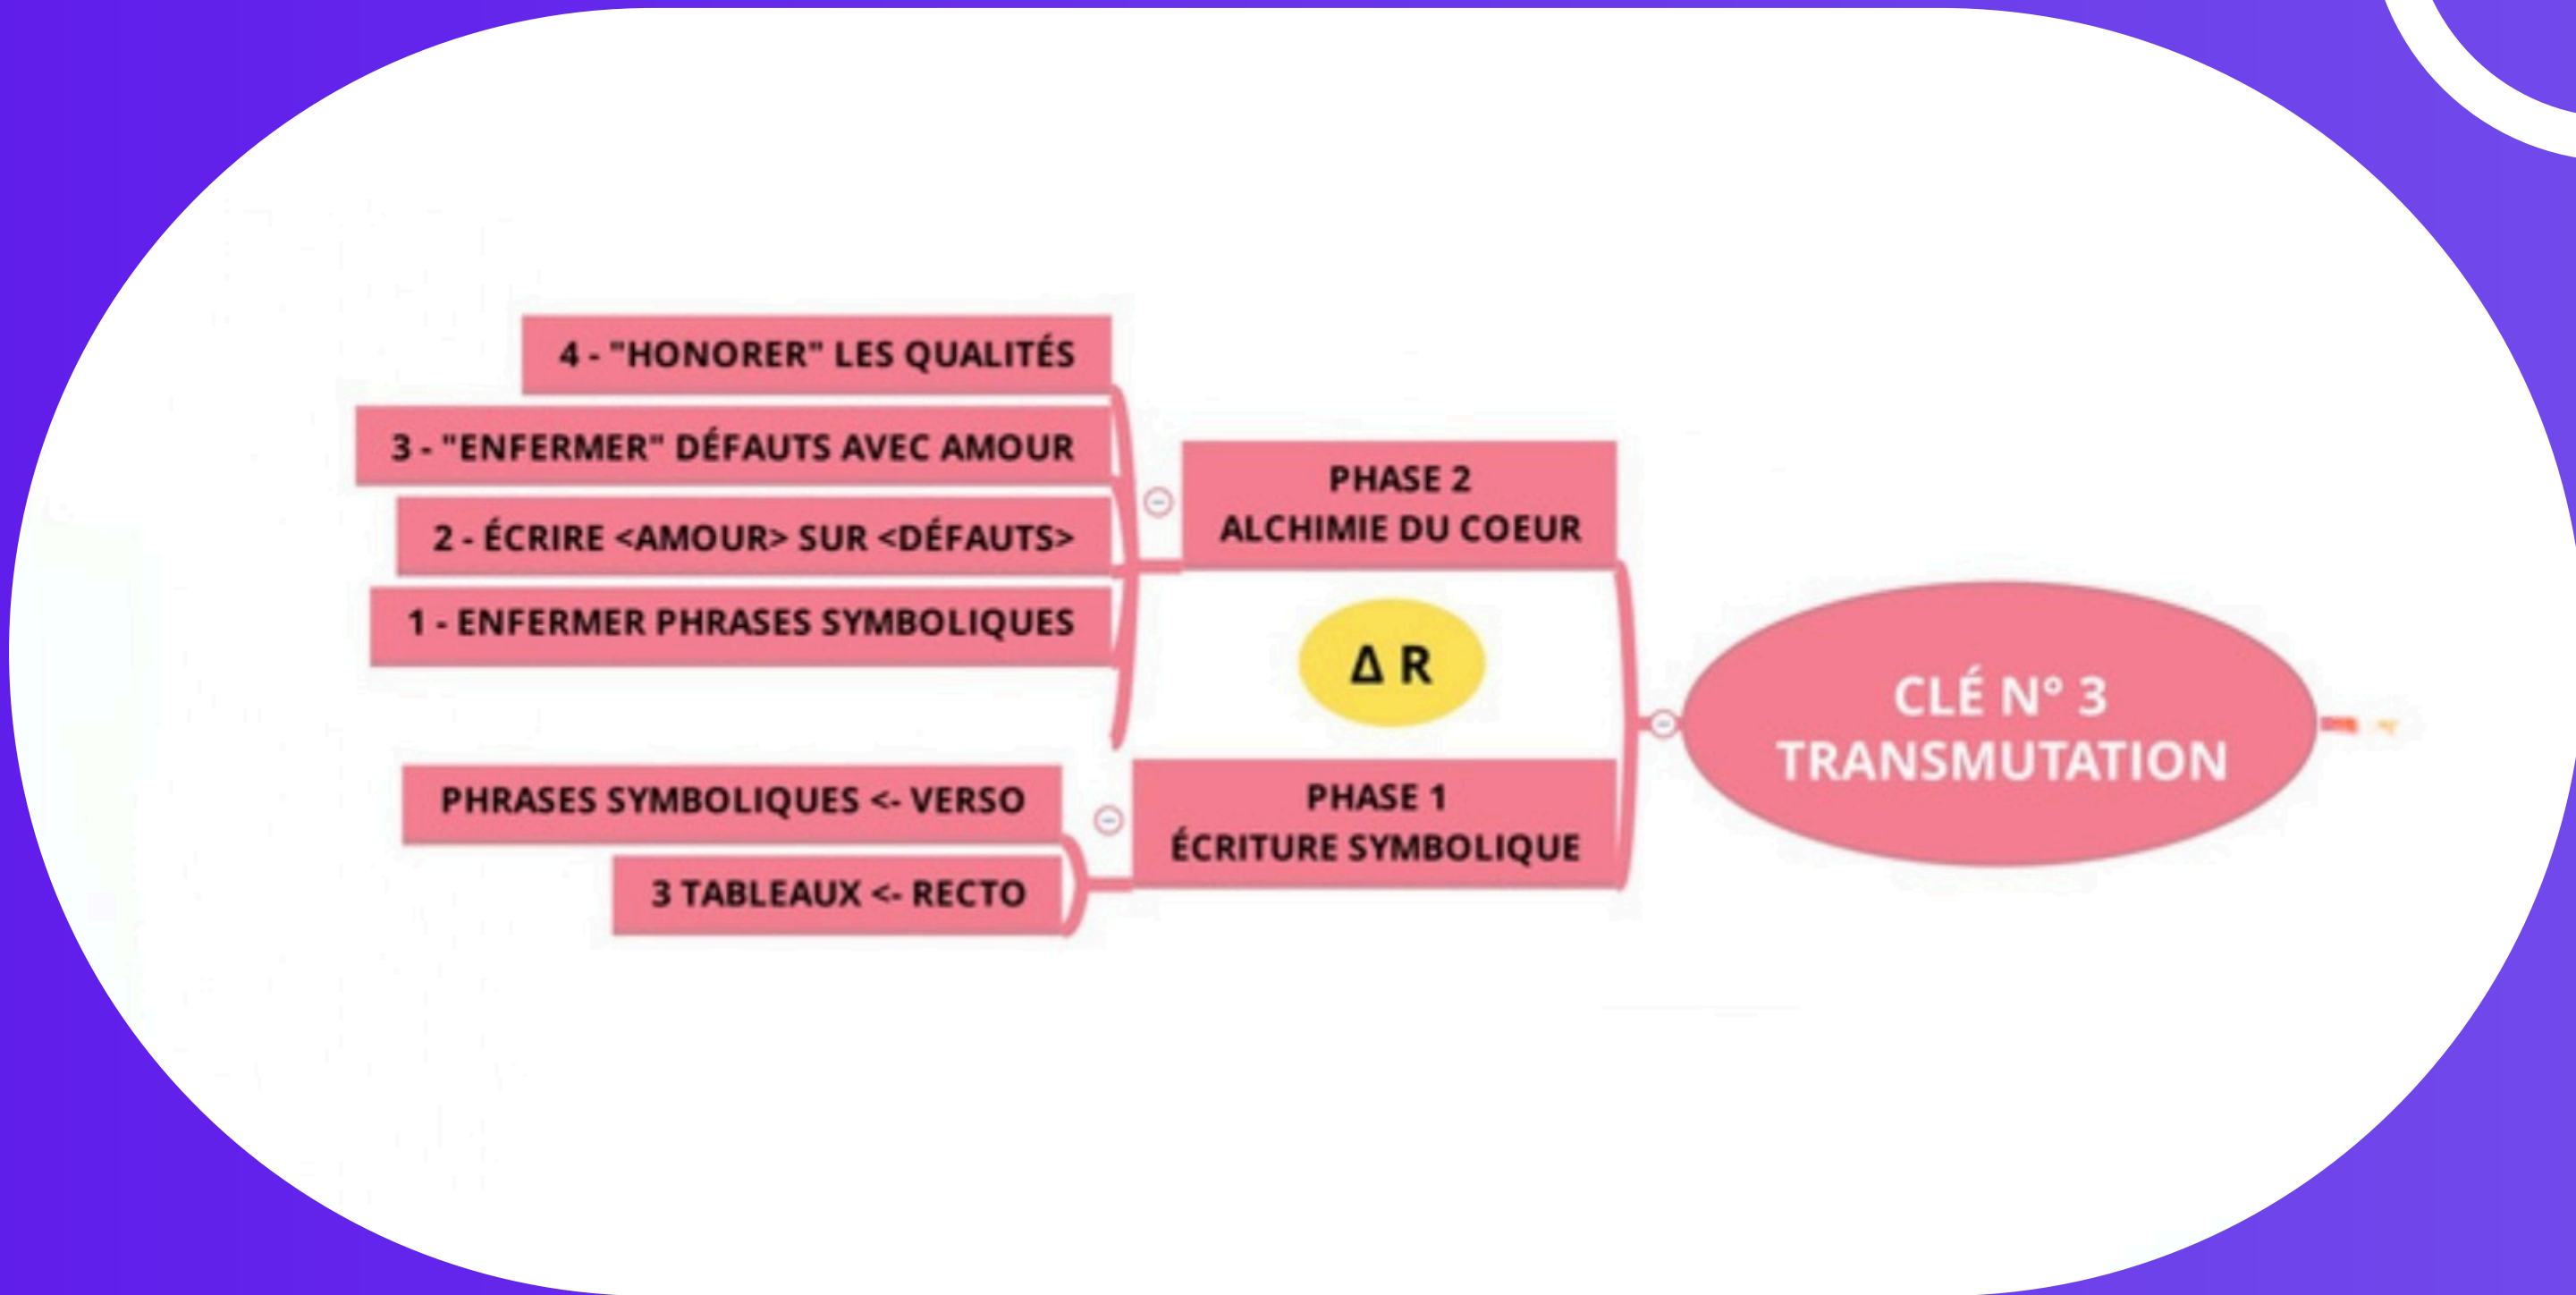 4 - "HONORER" LES QUALITÉS
3 - "ENFERMER" DÉFAUTS AVEC AMOUR
2 - ÉCRIRE <AMOUR> SUR <DÉFAUTS>
1 - ENFERMER PHRASES SYMBOLIQUES
PHASE 2
ALCHIMIE DU COEUR
Δ R
PHRASES SYMBOLIQUES <- VERSO
3 TABLEAUX <- RECTO
PHASE 1
ÉCRITURE SYMBOLIQUE
CLÉ N° 3
TRANSMUTATION